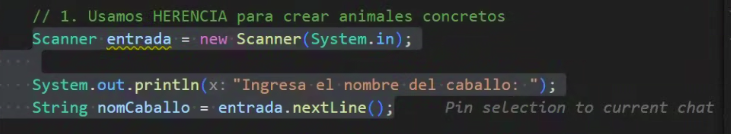 // 1. Usamos HERENCIA para crear animales concretos
Scanner entrada = new Scanner(System.in);
System.out.println(x: "Ingresa el nombre del caballo: ");
String nomCaballo = entrada.nextLine(); Pin selection to current chat